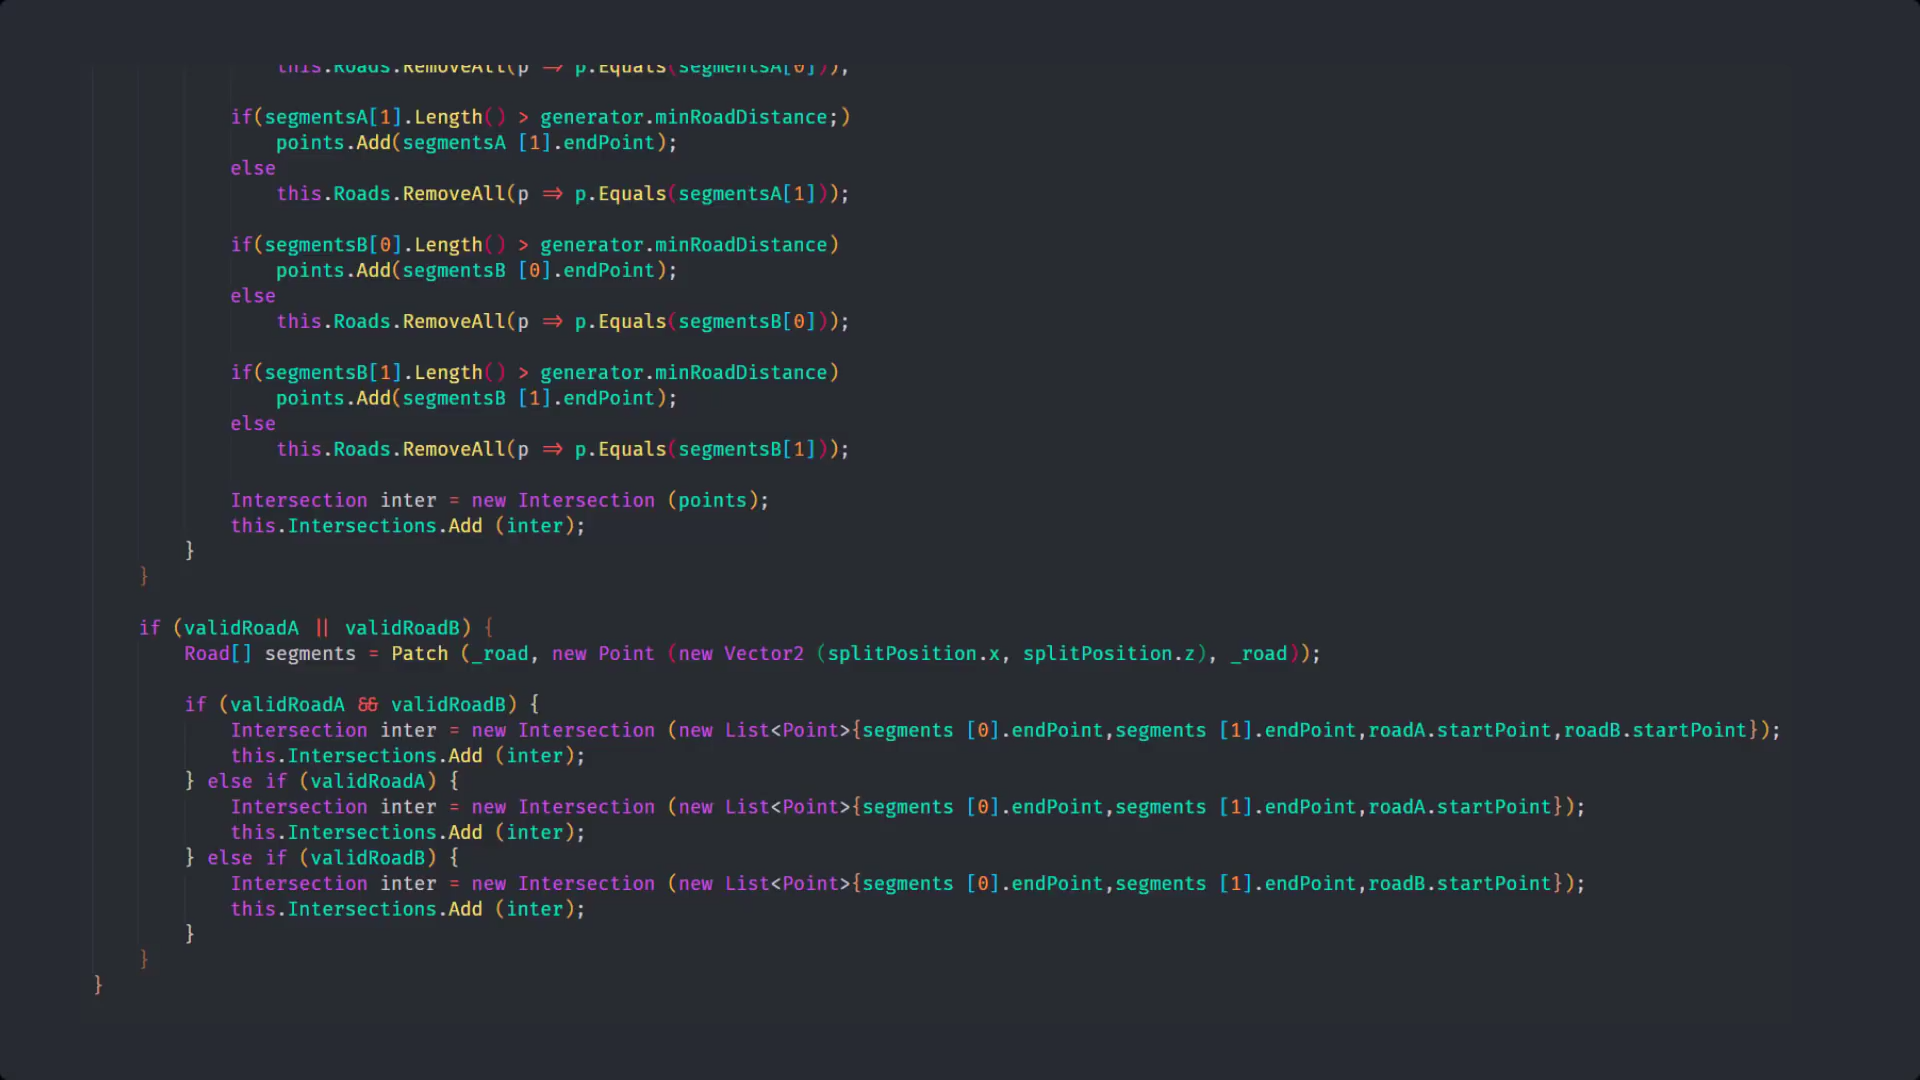 this.Roads.RemoveAll(p => p.Equals(segmentsA[0]));
if(segmentsA[1].Length() > generator.minRoadDistance;)
points.Add(segmentsA [1].endPoint);
else
this.Roads.RemoveAll(p => p.Equals(segmentsA[1]));
if(segmentsB[0].Length() > generator.minRoadDistance)
points.Add(segmentsB [0].endPoint);
else
this.Roads.RemoveAll(p => p.Equals(segmentsB[0]));
if(segmentsB[1].Length() > generator.minRoadDistance)
points.Add(segmentsB [1].endPoint);
else
this.Roads.RemoveAll(p => p.Equals(segmentsB[1]));
Intersection inter = new Intersection (points);
this.Intersections.Add (inter);
}
}
if (validRoadA || validRoadB) {
Road[] segments = Patch (_road, new Point (new Vector2 (splitPosition.x, splitPosition.z), _road));
if (validRoadA && validRoadB) {
Intersection inter = new Intersection (new List<Point>{segments [0].endPoint,segments [1].endPoint,roadA.startPoint,roadB.startPoint});
this.Intersections.Add (inter);
} else if (validRoadA) {
Intersection inter = new Intersection (new List<Point>{segments [0].endPoint,segments [1].endPoint,roadA.startPoint});
this.Intersections.Add (inter);
} else if (validRoadB) {
Intersection inter = new Intersection (new List<Point>{segments [0].endPoint,segments [1].endPoint,roadB.startPoint});
this.Intersections.Add (inter);
}
}
}